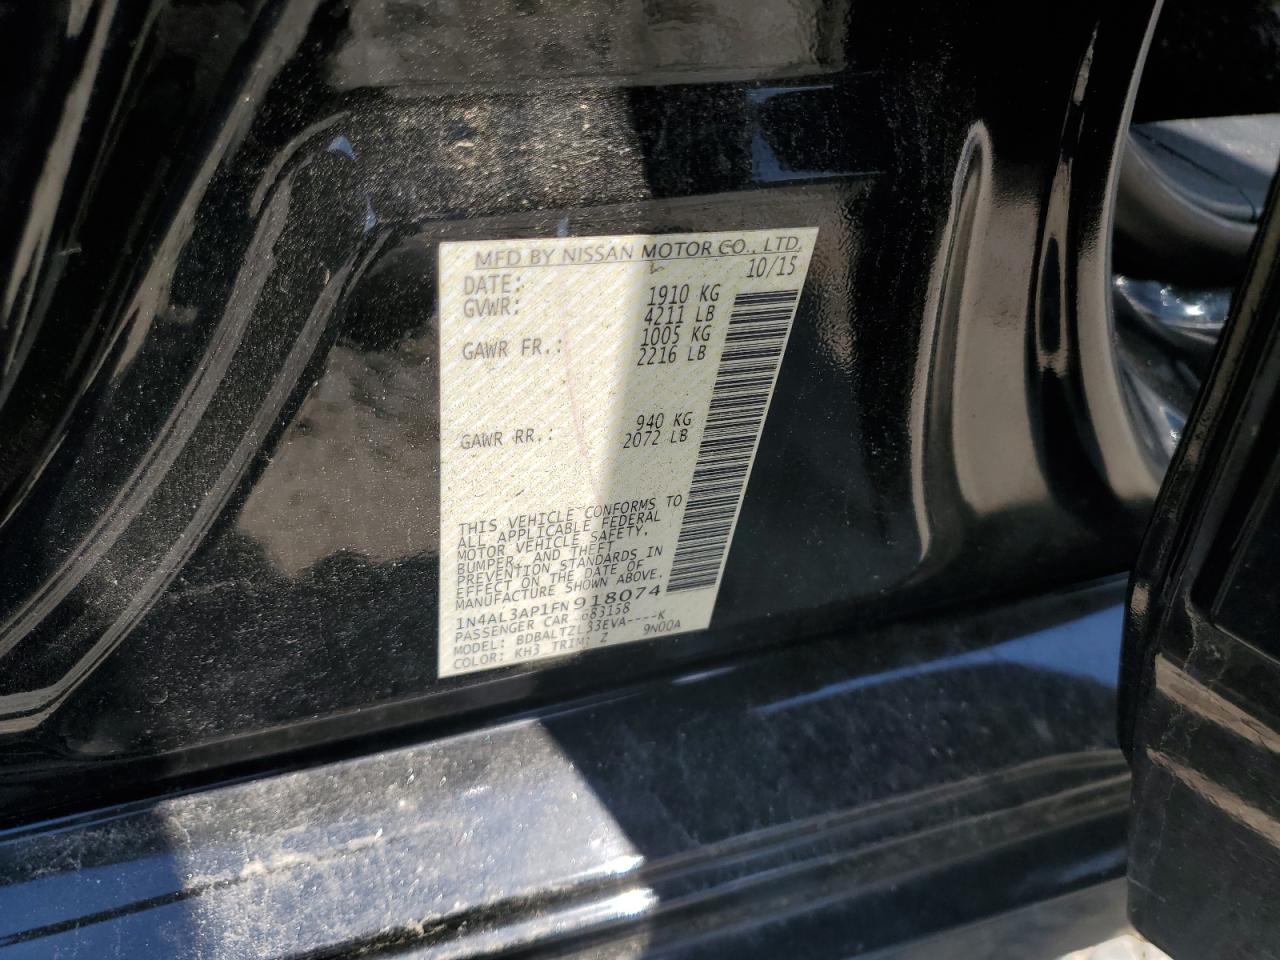 MFD BY NISSAN MOTOR CO., LTD.
DATE: 10/15
GVWR: 1910 KG
4211 LB
GAWR FR.: 1005 KG
2216 LB
GAWR RR.: 940 KG
2072 LB
THIS VEHICLE CONFORMS TO
ALL APPLICABLE FEDERAL
MOTOR VEHICLE SAFETY,
BUMPER, AND THEFT
PREVENTION STANDARDS IN
EFFECT ON THE DATE OF
MANUFACTURE SHOWN ABOVE.
1N4AL3AP1FN918074
PASSENGER CAR 683158
MODEL: BDBALTZL33EVA----K
COLOR: KH3 TRIM: Z 9N00A